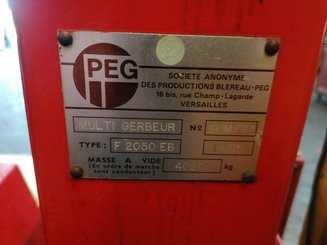 PEG
SOCIETE ANONYME
DES PRODUCTIONS BLEREAU-PEG
16 bis, rue Champ-Lagarde
VERSAILLES
MULTI GERBEUR Nº
TYPE: F 2050 EB
MASSE A VIDE kg
(En ordre de marche
sans conducteur)